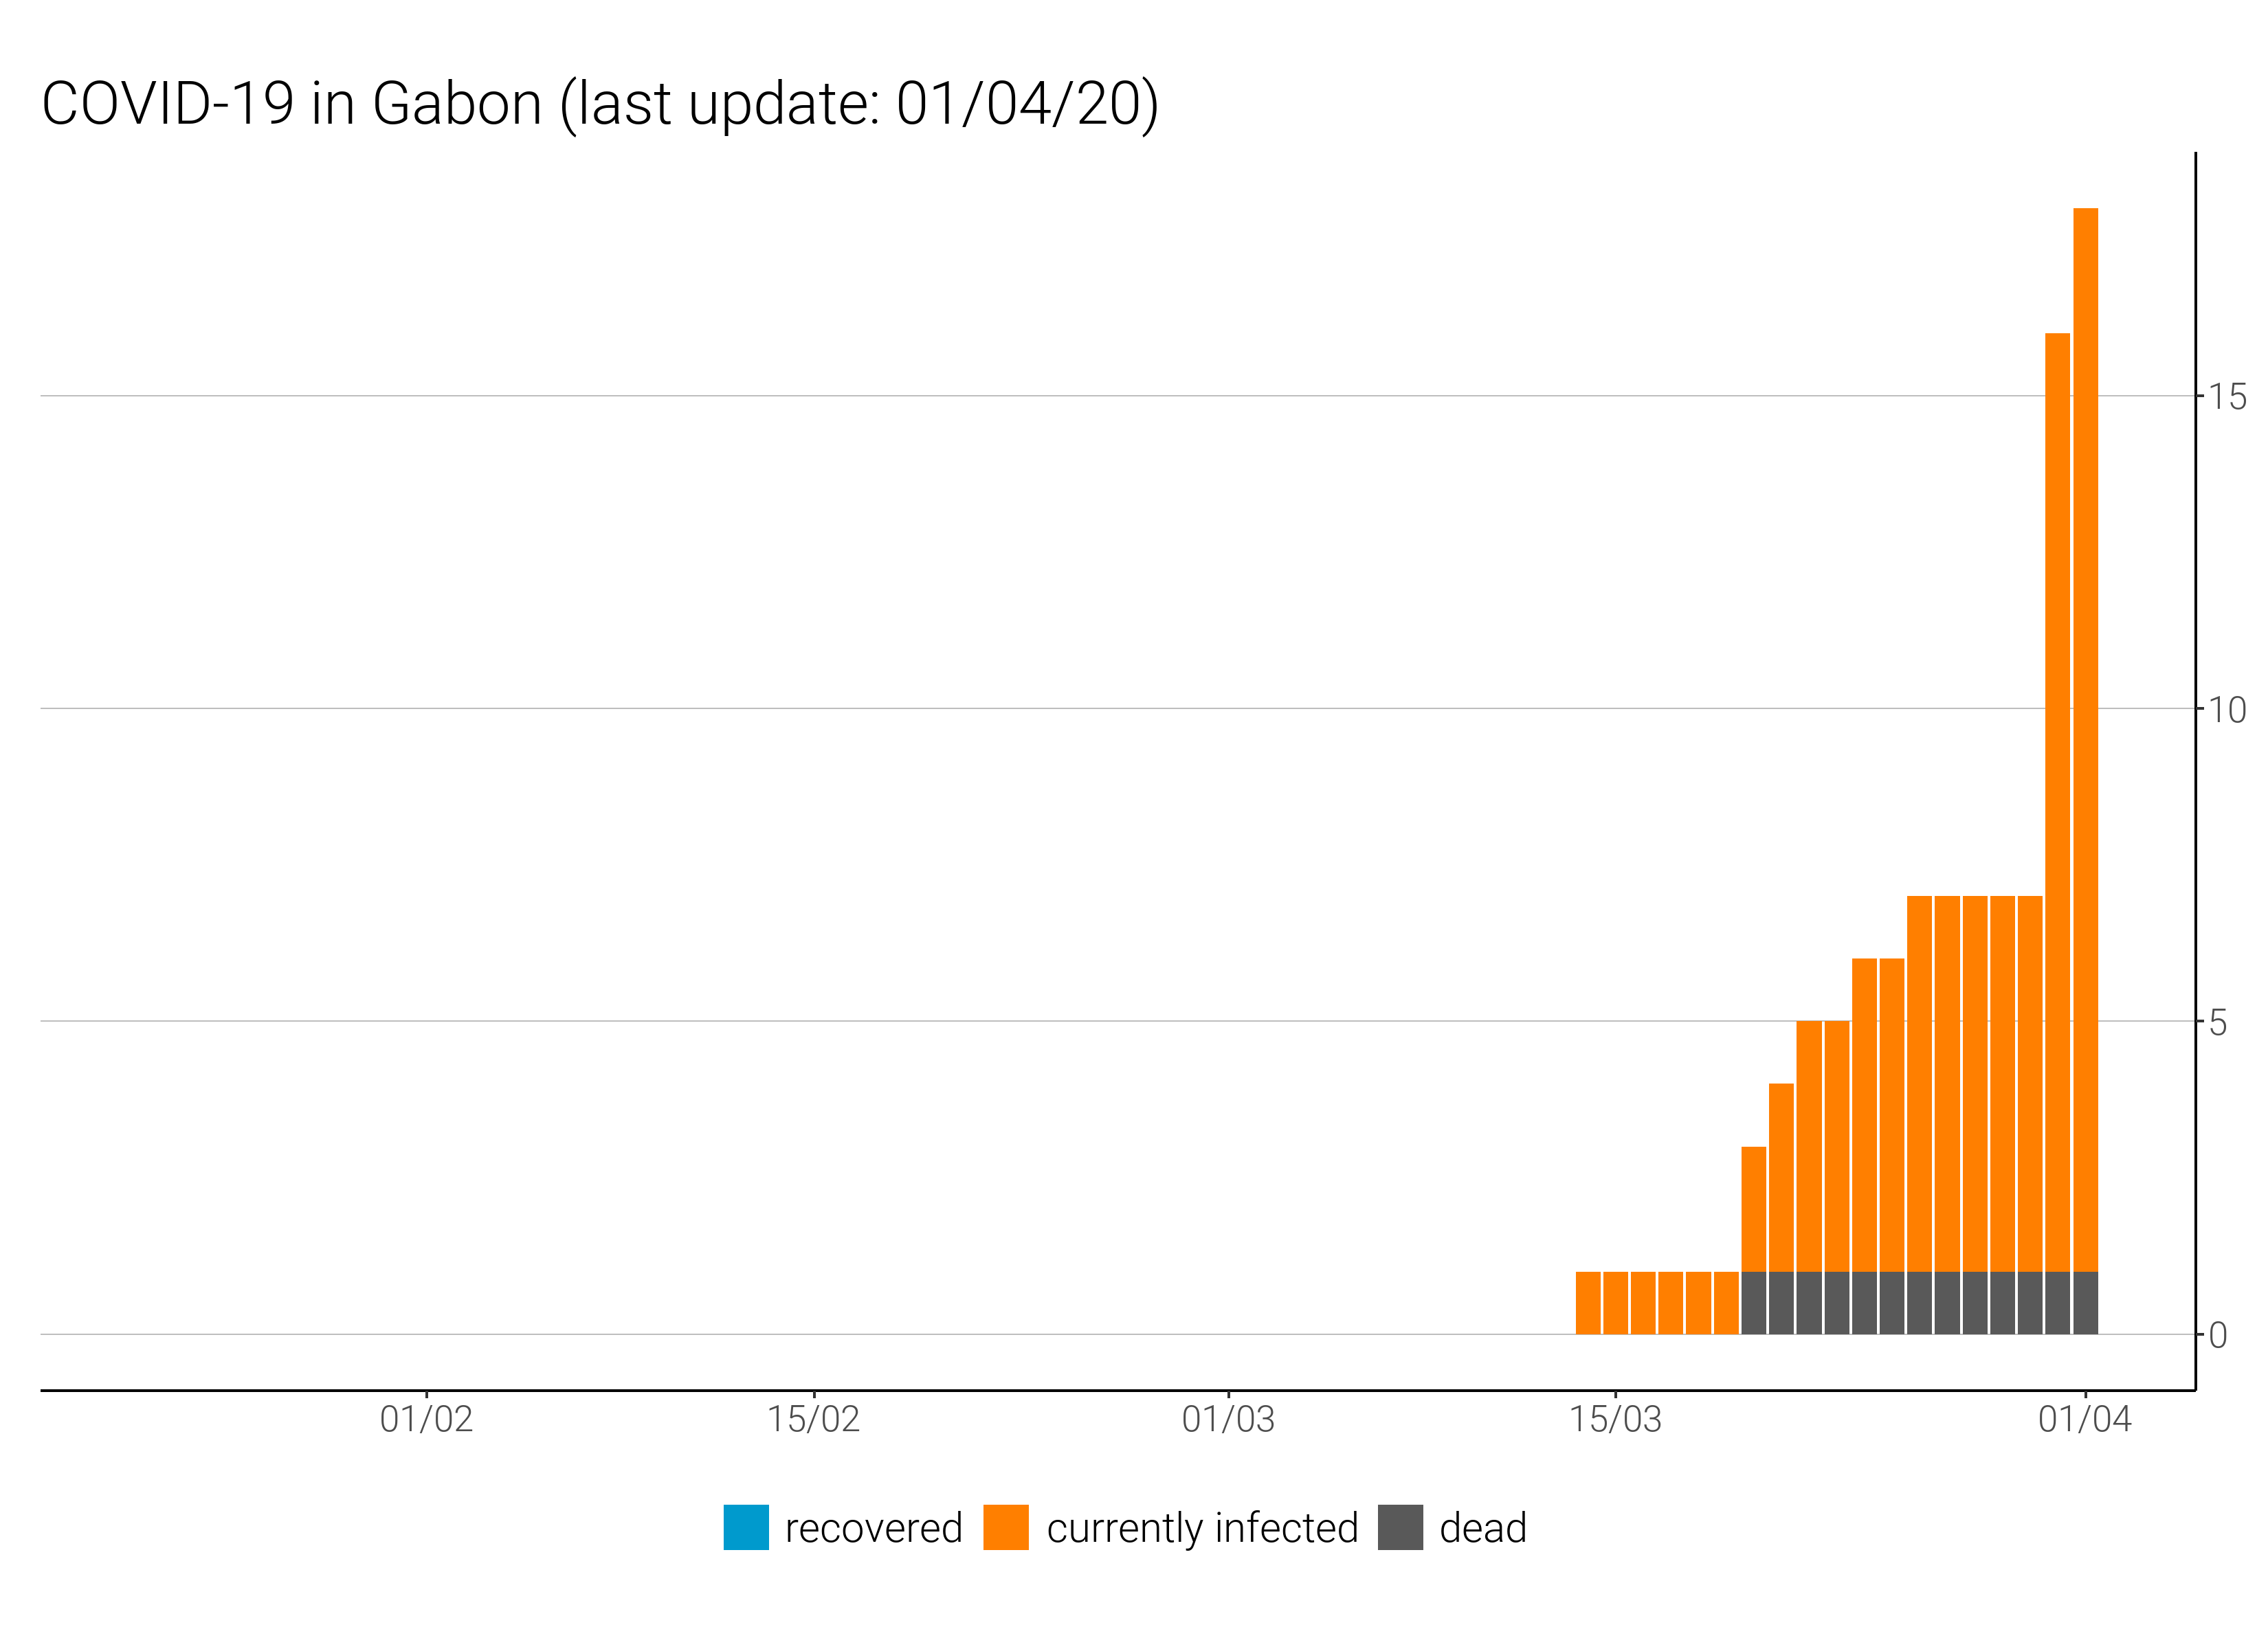 COVID-19 in Gabon (last update: 01/04/20)
15
10
5
0
01/02 15/02 01/03 15/03 01/04
recovered currently infected dead